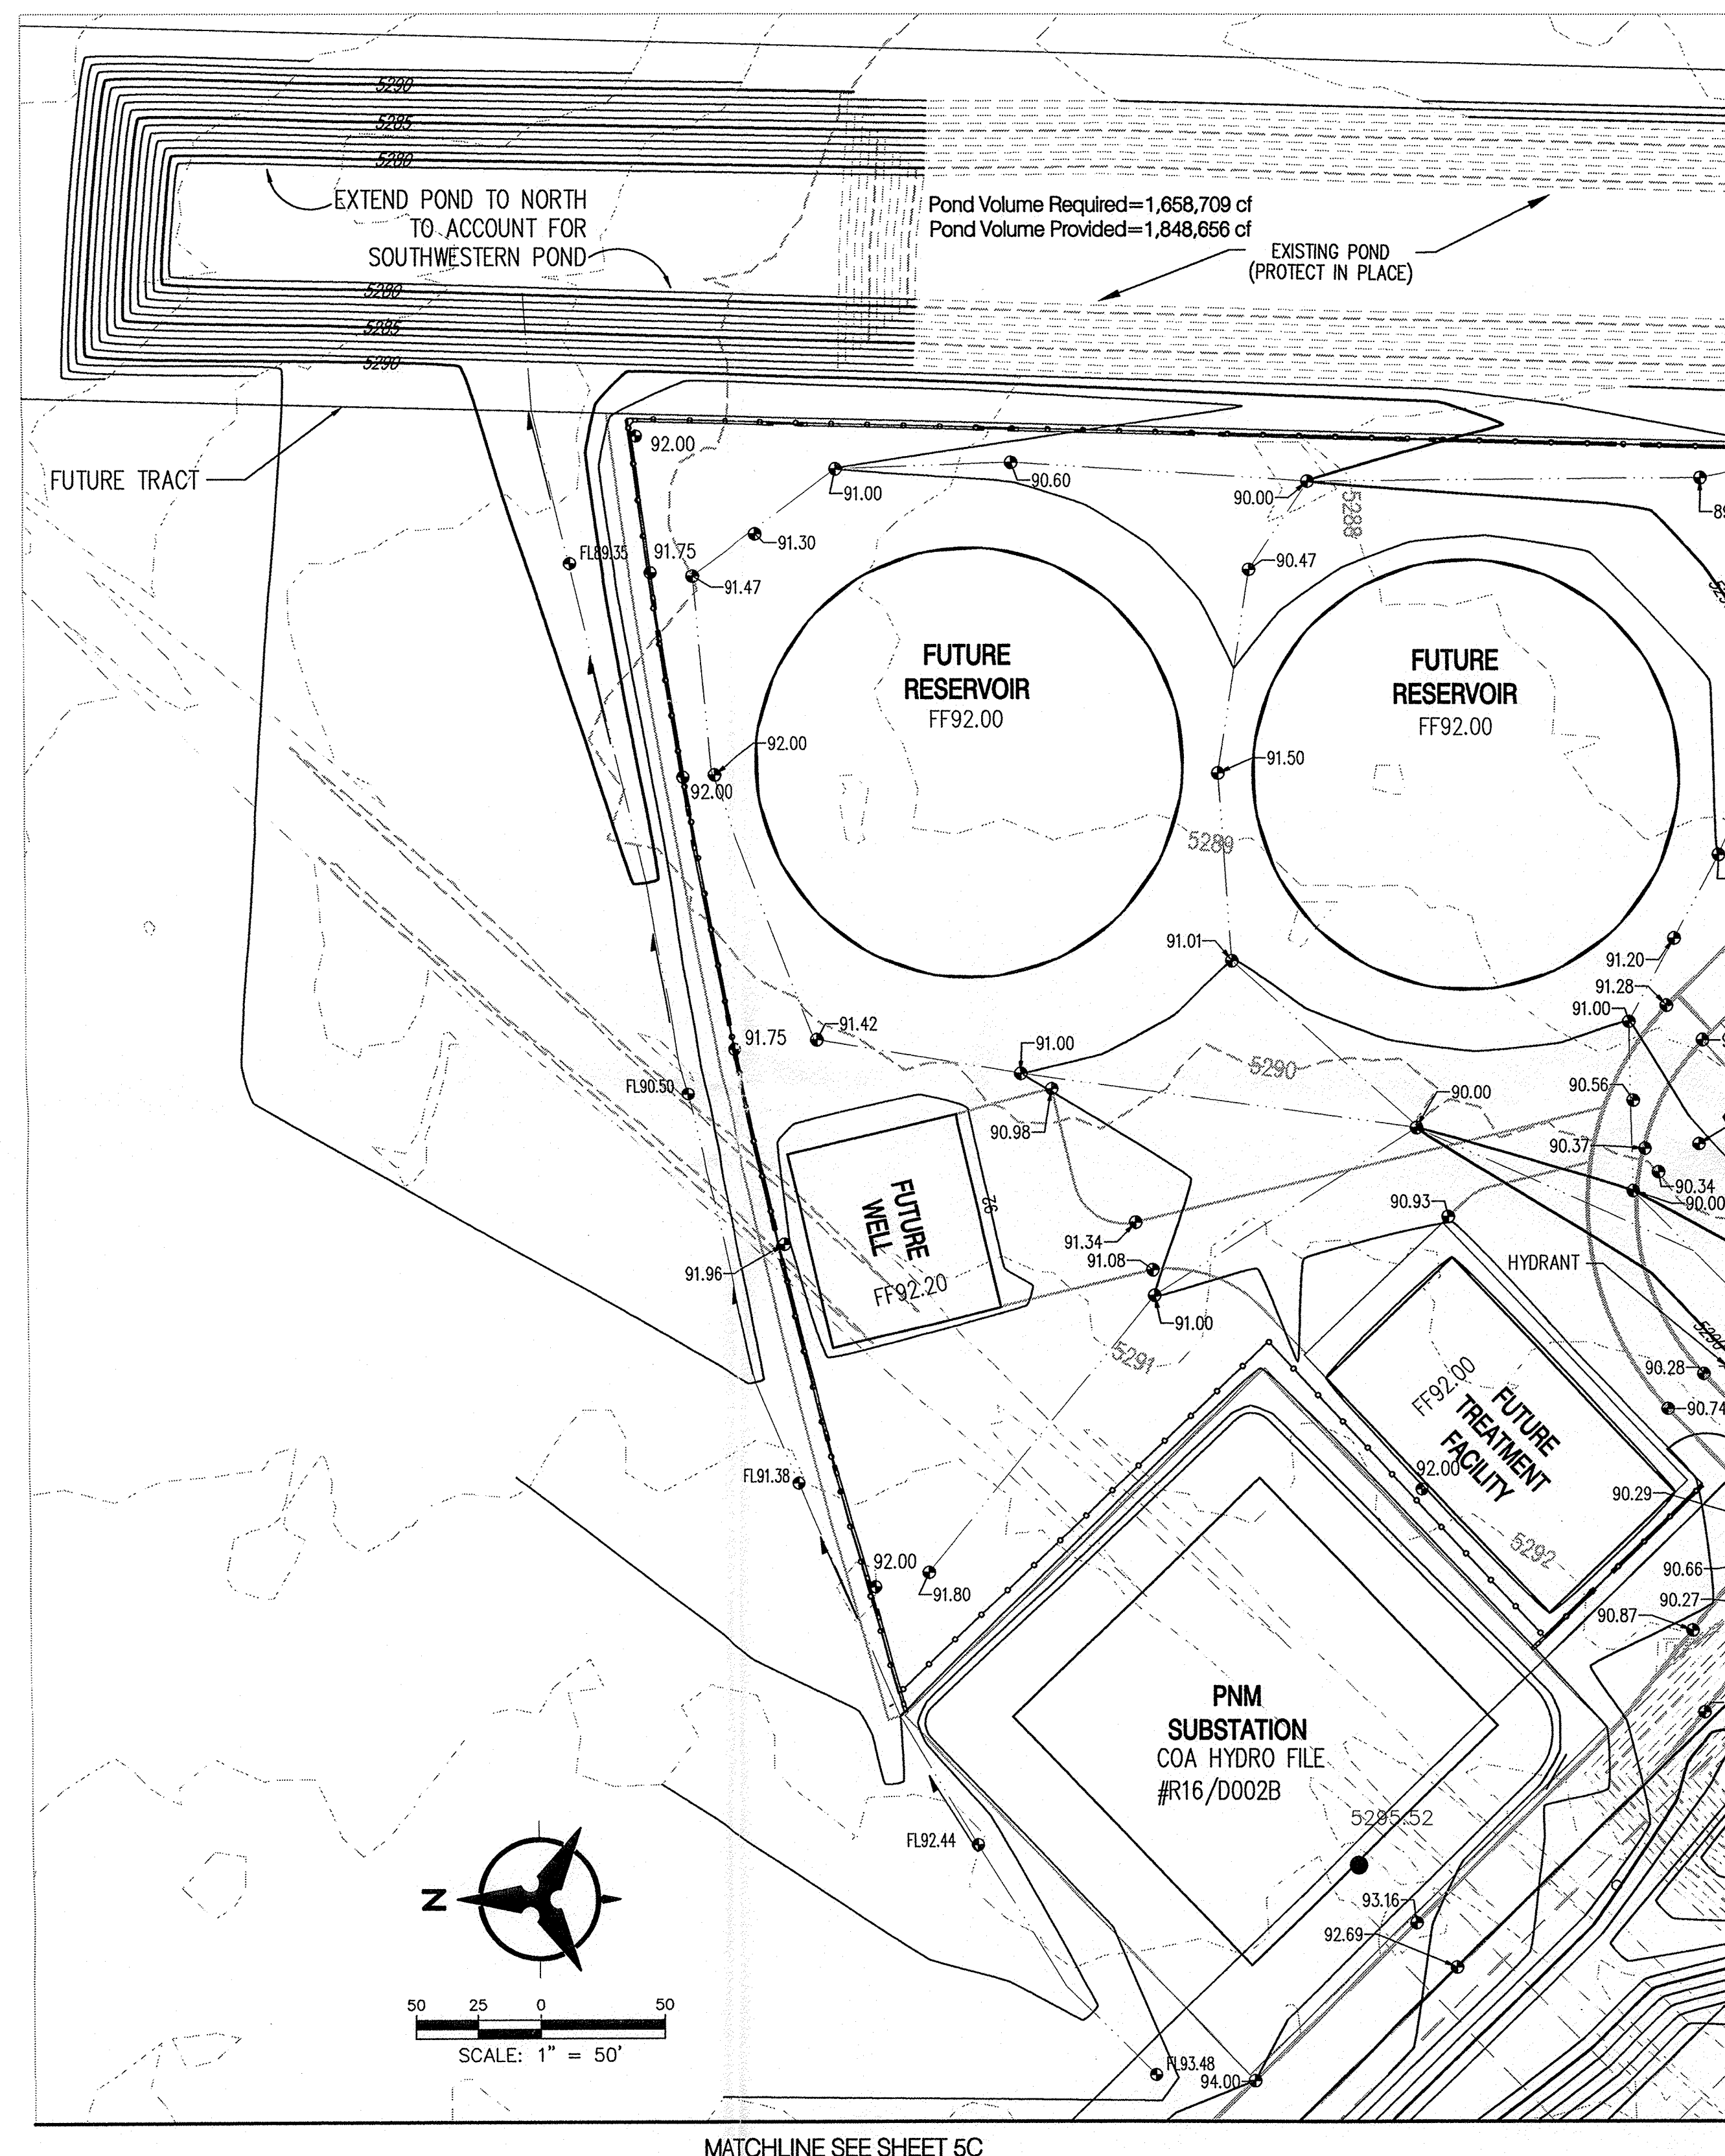 5290
5285
5280
EXTEND POND TO NORTH
TO ACCOUNT FOR
SOUTHWESTERN POND
Pond Volume Required=1,658,709 cf
Pond Volume Provided=1,848,656 cf
EXISTING POND
(PROTECT IN PLACE)
5280
5285
5290
FUTURE TRACT
92.00
91.00
90.60
90.00
5288
91.30
FL89.35
91.75
91.47
90.47
FUTURE
RESERVOIR
FF92.00
FUTURE
RESERVOIR
FF92.00
92.00
92.00
91.50
5289
91.01
91.20
91.28
91.00
91.75
91.42
91.00
5290
FL90.50
90.98
90.00
90.56
90.37
90.34
90.00
FUTURE
WELL
FF92.20
92
91.96
91.34
91.08
91.00
90.93
HYDRANT
5291
5290
90.28
90.74
FF92.00
FUTURE
TREATMENT
FACILITY
92.00
90.29
FL91.38
5292
92.00
91.80
90.66
90.27
90.87
PNM
SUBSTATION
COA HYDRO FILE
#R16/D002B
5295.52
FL92.44
93.16
92.69
N
50 25 0 50
SCALE: 1" = 50'
FL93.48
94.00
MATCHLINE SEE SHEET 5C